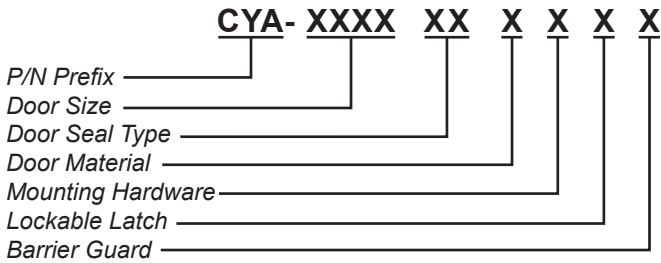 CYA- XXXX XX X X X X
P/N Prefix
Door Size
Door Seal Type
Door Material
Mounting Hardware
Lockable Latch
Barrier Guard